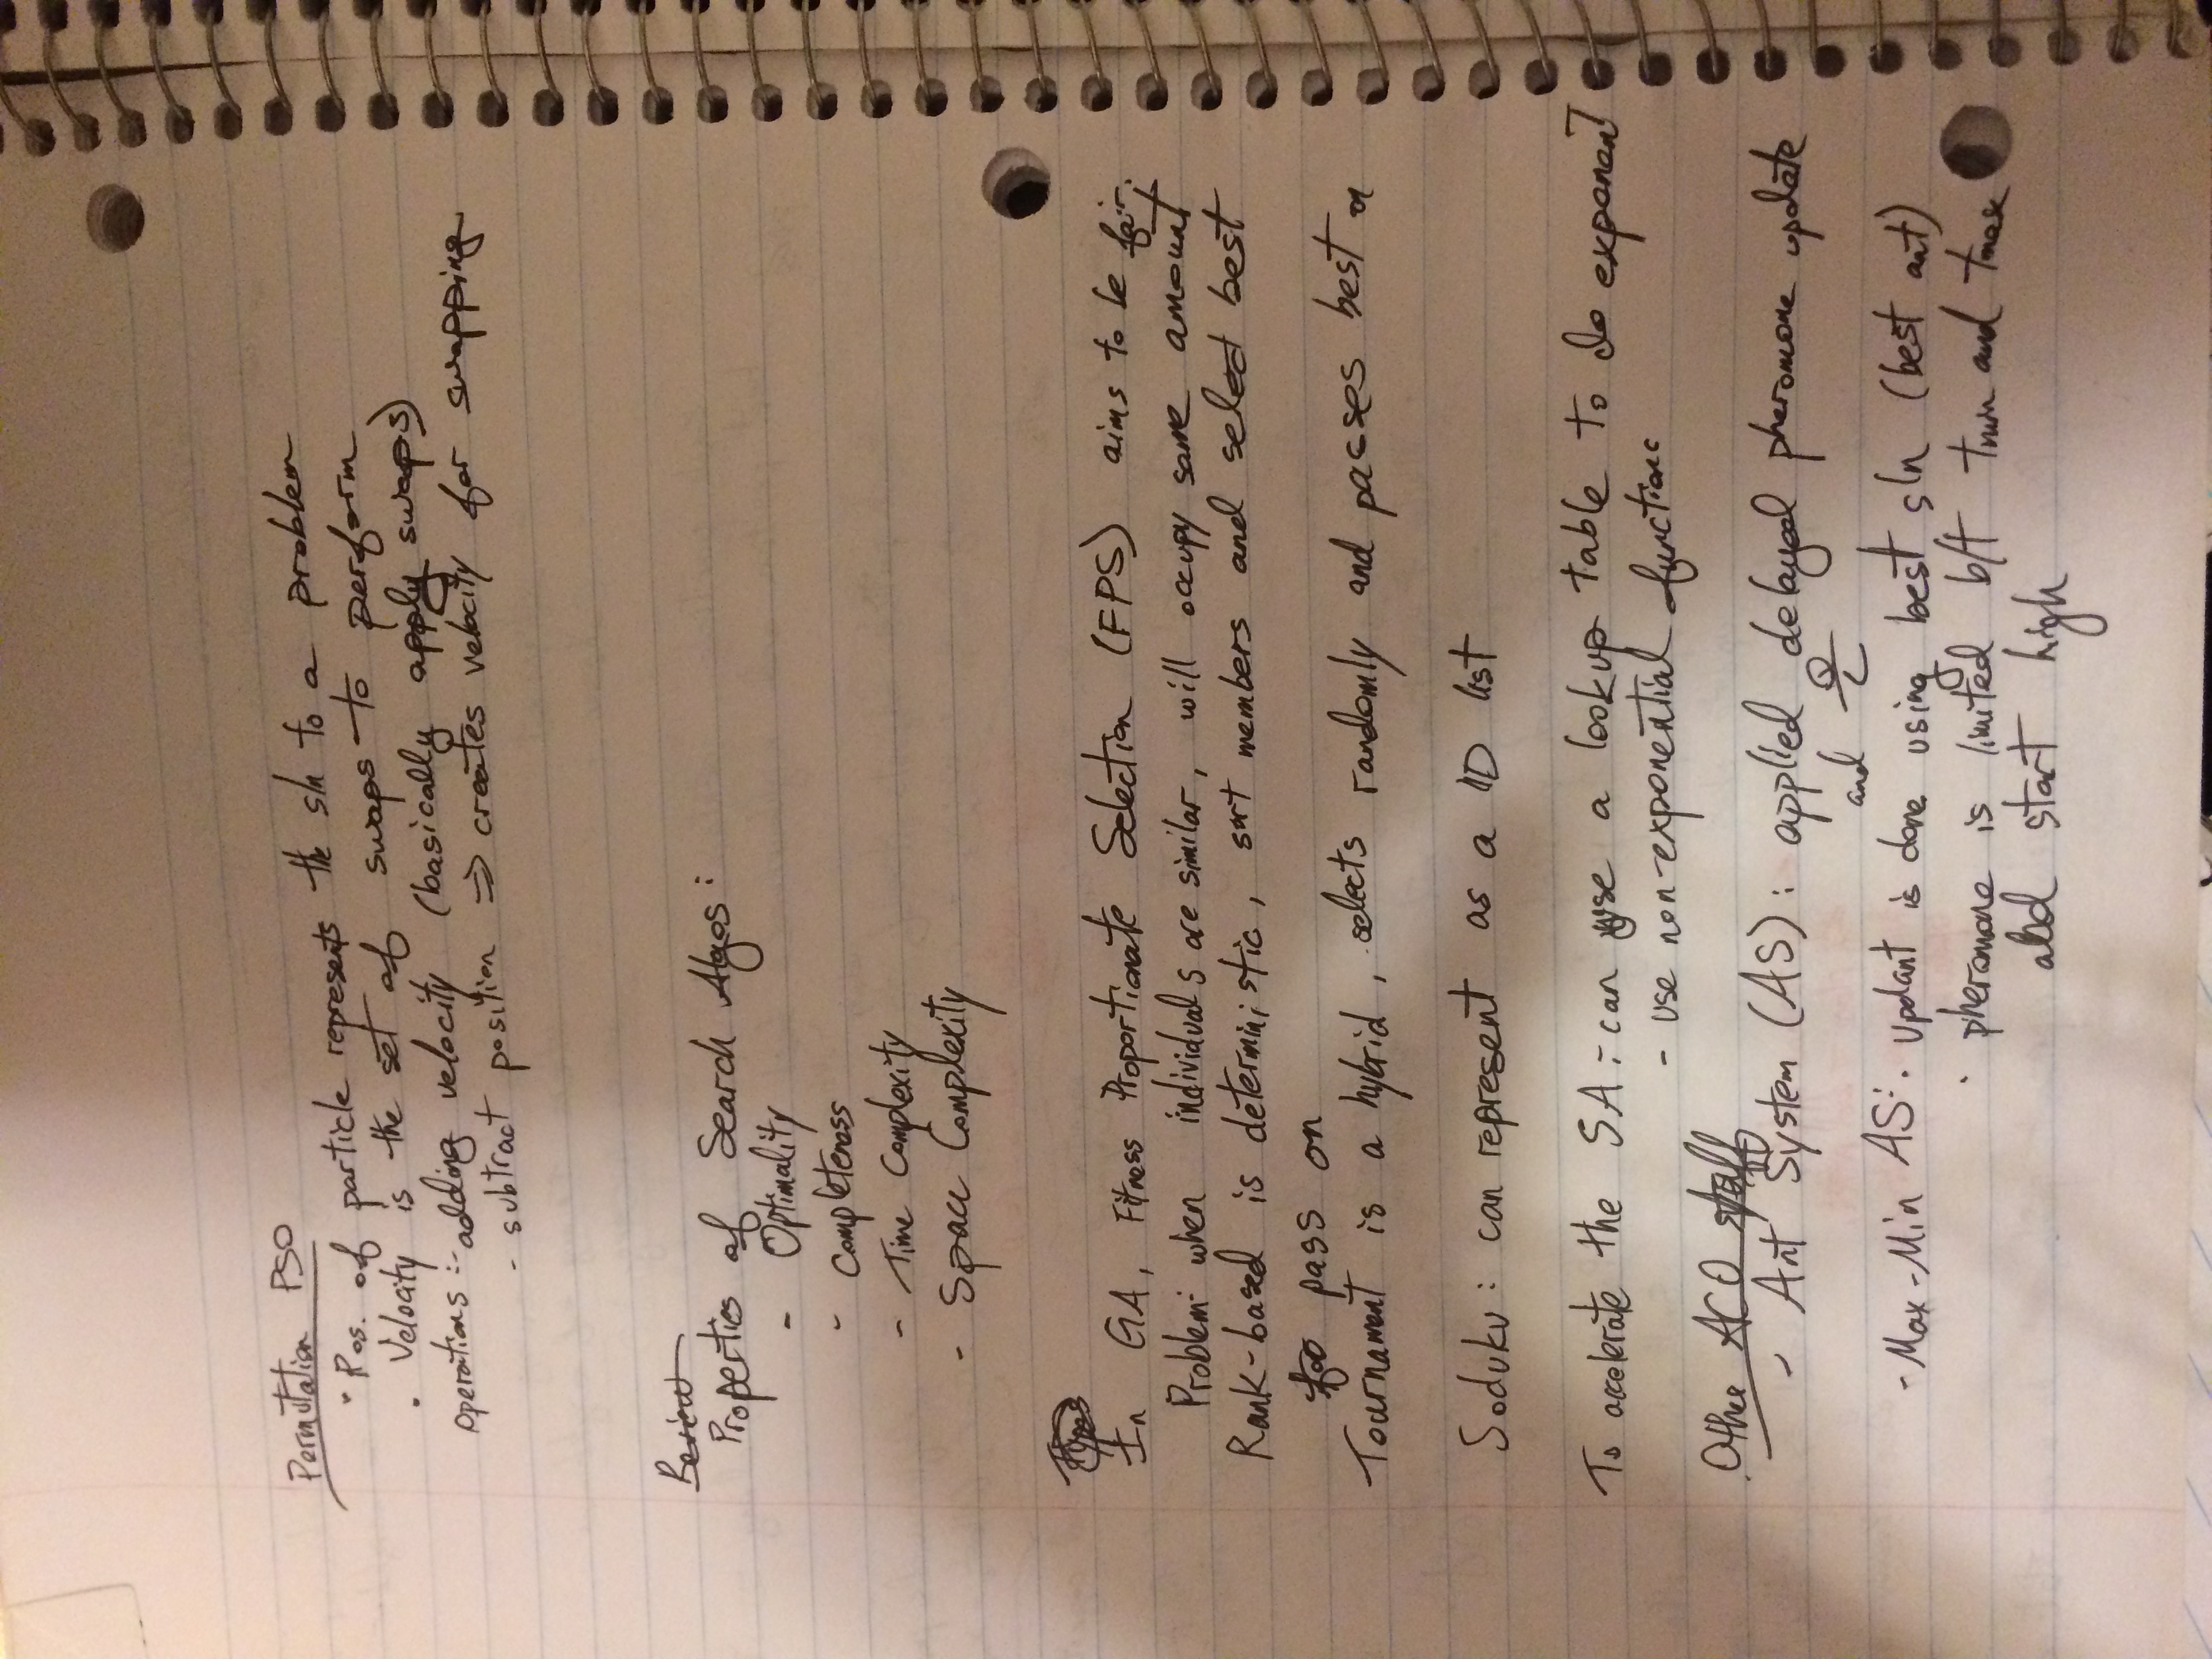 Permutation PSO
· Pos. of particle represents the sln to a problem
· Velocity is the set of swaps to perform
operations :- adding velocity (basically apply swaps)
- subtract position ⇒ creates velocity for swapping
Review
Properties of Search Algos:
- Optimality
- Completeness
- Time Complexity
- Space Complexity
Types
In GA, Fitness Proportionate Selection (FPS) aims to be fair.
Problem: when individuals are similar, will occupy same amount
Rank-based is deterministic, sort members and select best
to pass on
Tournament is a hybrid, selects randomly and passes best on
Soduku: can represent as a 1D list
To accelerate the SA :- can use a lookup table to do exponent
- use non-exponential functions
Other ACO stuff
- Ant System (AS): applied delayed pheromone update
and Q/L
- Max-Min AS: · updant is done using best sln (best ant)
· pheromone is limited b/t tmin and tmax
abd start high